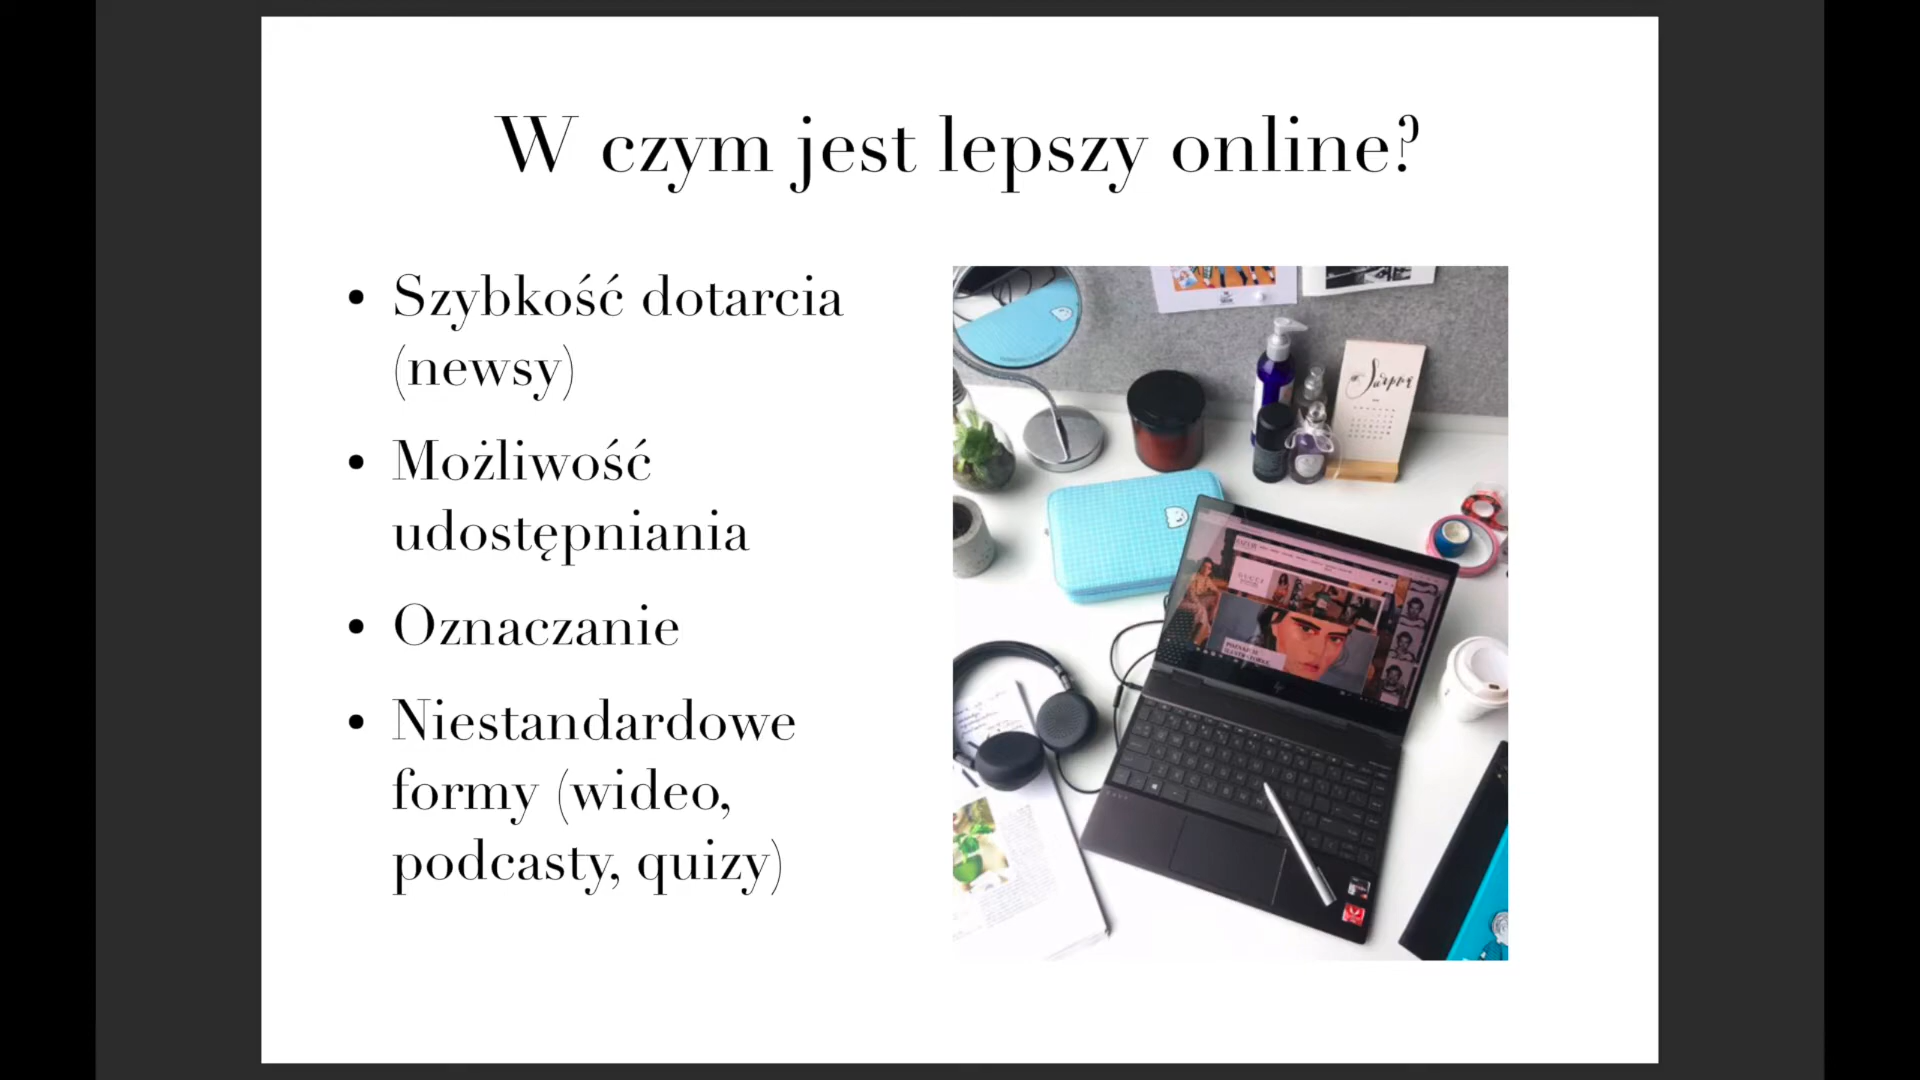 W czym jest lepszy online?
• Szybkość dotarcia
(newsy)
• Możliwość
udostępniania
• Oznaczanie
• Niestandardowe
formy (wideo,
podcasty, quizy)